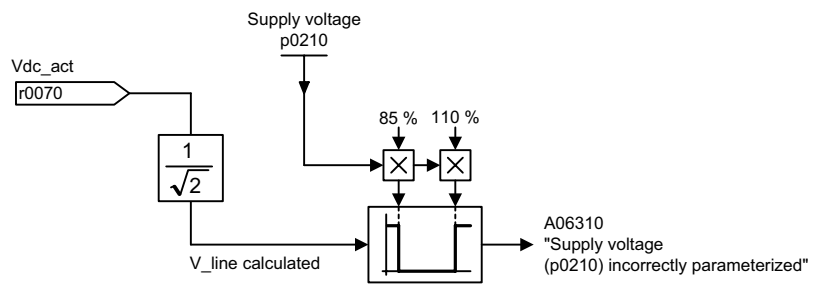 Supply voltage
p0210
Vdc_act
r0070
85 % 110 %
1
√2
A06310
"Supply voltage
(p0210) incorrectly parameterized"
V_line calculated